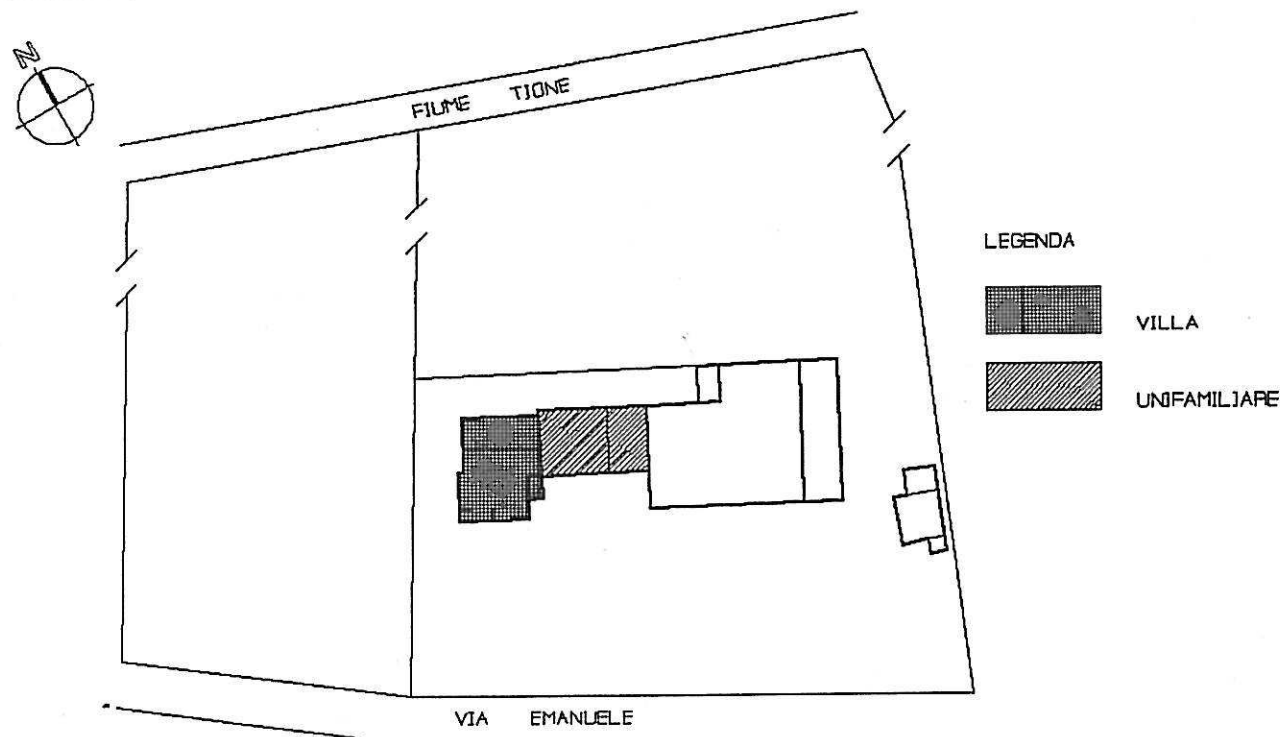 N
FIUME TIONE
LEGENDA
VILLA
UNIFAMILIARE
VIA EMANUELE